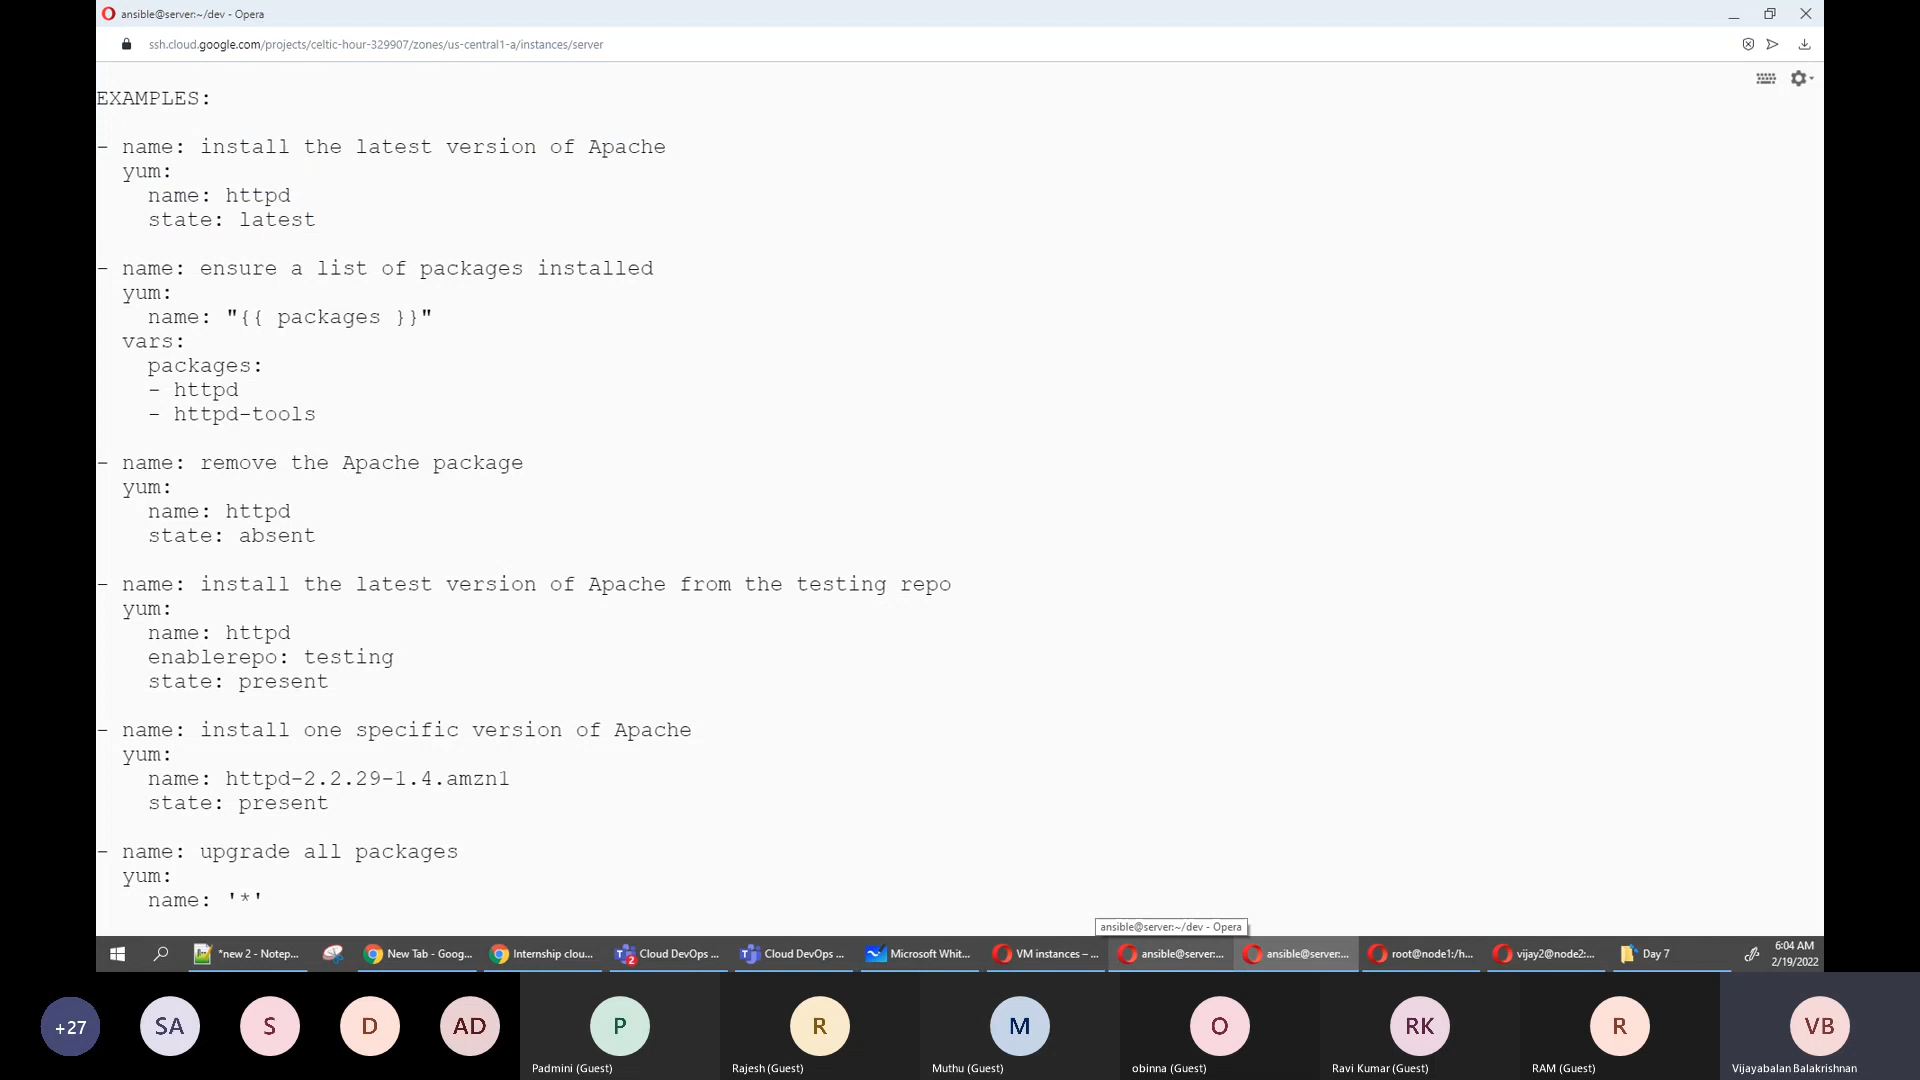 ansible@server:~/dev - Opera
ssh.cloud.google.com/projects/celtic-hour-329907/zones/us-central1-a/instances/server
EXAMPLES:
- name: install the latest version of Apache
  yum:
    name: httpd
    state: latest
- name: ensure a list of packages installed
  yum:
    name: "{{ packages }}"
  vars:
    packages:
    - httpd
    - httpd-tools
- name: remove the Apache package
  yum:
    name: httpd
    state: absent
- name: install the latest version of Apache from the testing repo
  yum:
    name: httpd
    enablerepo: testing
    state: present
- name: install one specific version of Apache
  yum:
    name: httpd-2.2.29-1.4.amzn1
    state: present
- name: upgrade all packages
  yum:
    name: '*'
ansible@server:~/dev - Opera
*new 2 - Notep... New Tab - Goog... Internship clou... 2 Cloud DevOps ... Cloud DevOps ... Microsoft Whit... VM instances – ... ansible@server:... ansible@server:... root@node1:/h... vijay2@node2:... Day 7
6:04 AM
2/19/2022
+27 SA S D AD P R M O RK R VB
Padmini (Guest) Rajesh (Guest) Muthu (Guest) obinna (Guest) Ravi Kumar (Guest) RAM (Guest) Vijayabalan Balakrishnan